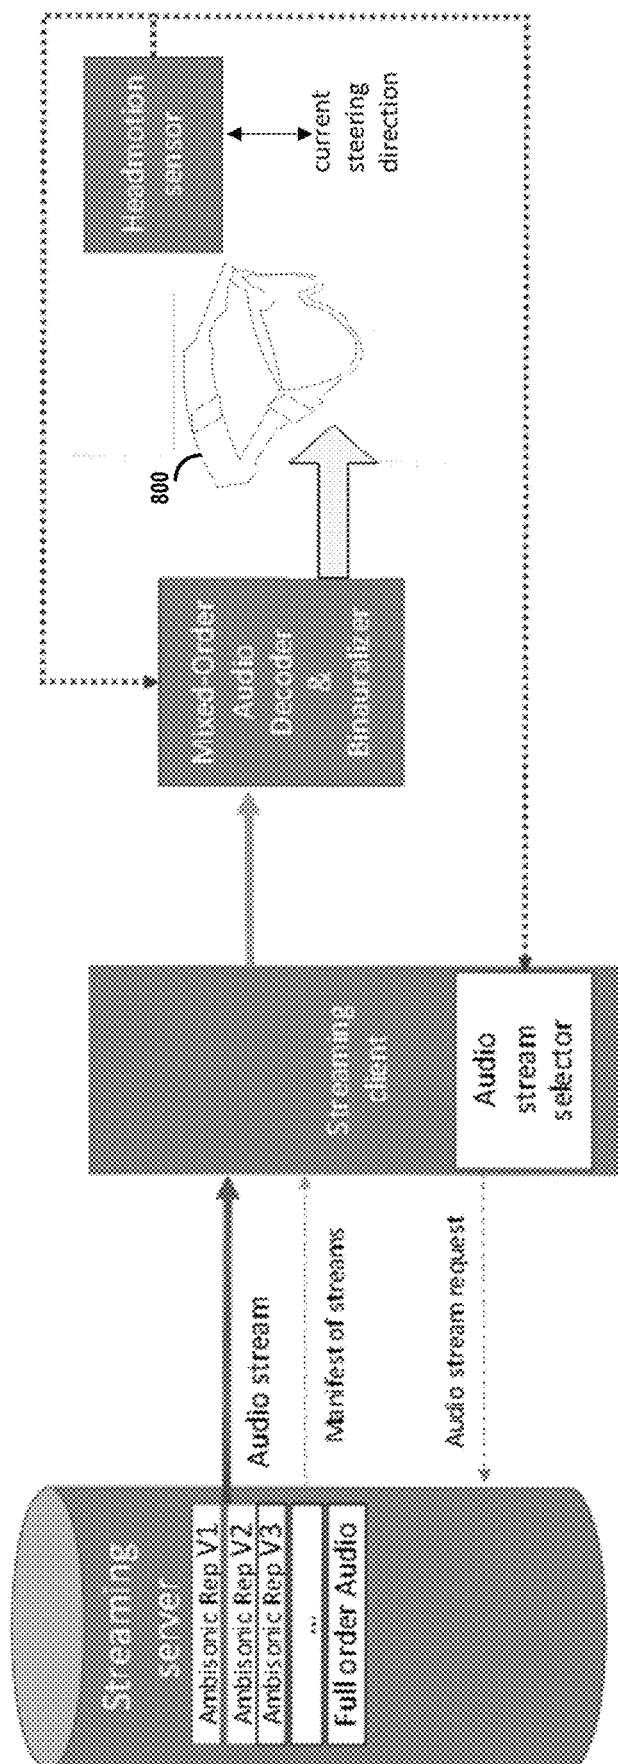 Streaming
server
Ambisonic Rep V1
Ambisonic Rep V2
Ambisonic Rep V3
...
Full order Audio
Audio stream
Manifest of streams
Audio stream request
Streaming
client
Audio
stream
selector
Mixed-Order
Audio
Decoder
&
Binauralizer
800
Headmotion
sensor
current
steering
direction